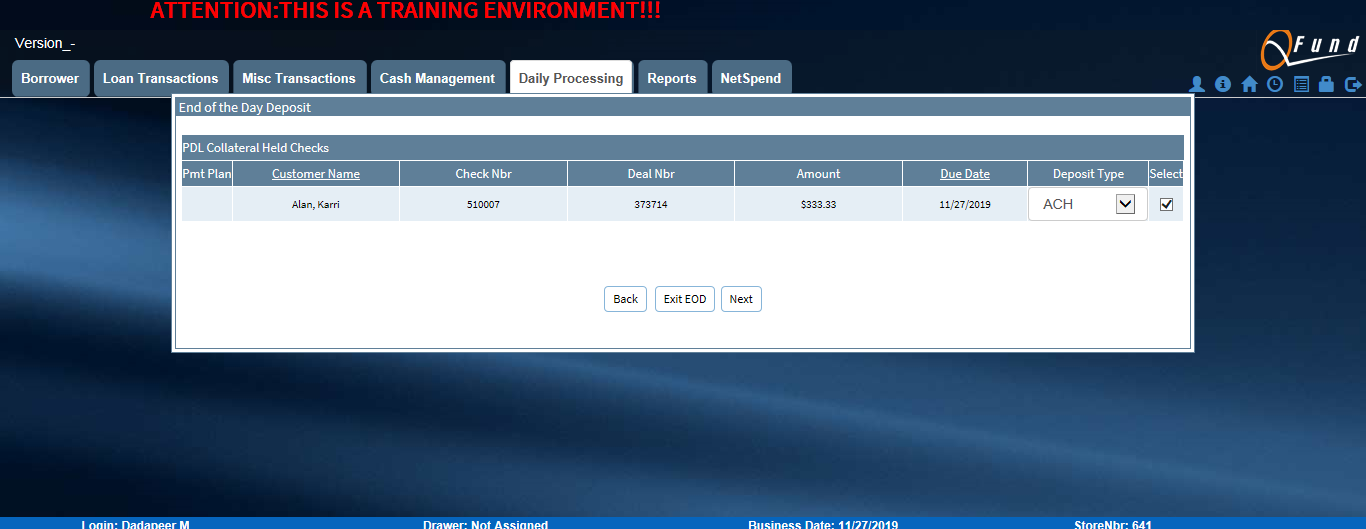 ATTENTION:THIS IS A TRAINING ENVIRONMENT!!!
Version_-
QFund
Borrower Loan Transactions Misc Transactions Cash Management Daily Processing Reports NetSpend
End of the Day Deposit
PDL Collateral Held Checks
Pmt Plan Customer Name Check Nbr Deal Nbr Amount Due Date Deposit Type Select
Alan, Karri 510007 373714 $333.33 11/27/2019 ACH
Back Exit EOD Next
Login: Dadapeer M Drawer: Not Assigned Business Date: 11/27/2019 StoreNbr: 641